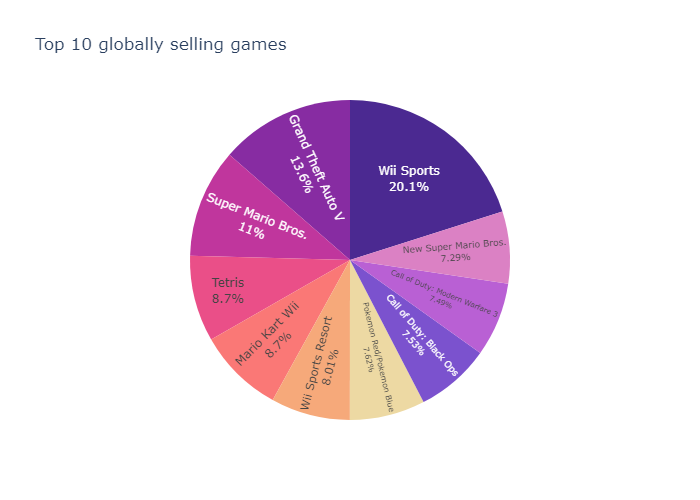 Top 10 globally selling games
Wii Sports
20.1%
Grand Theft Auto V
13.6%
Super Mario Bros.
11%
Tetris
8.7%
Mario Kart Wii
8.7%
Wii Sports Resort
8.01%
Pokemon Red/Pokemon Blue
7.62%
Call of Duty: Black Ops
7.53%
Call of Duty: Modern Warfare 3
7.49%
New Super Mario Bros.
7.29%